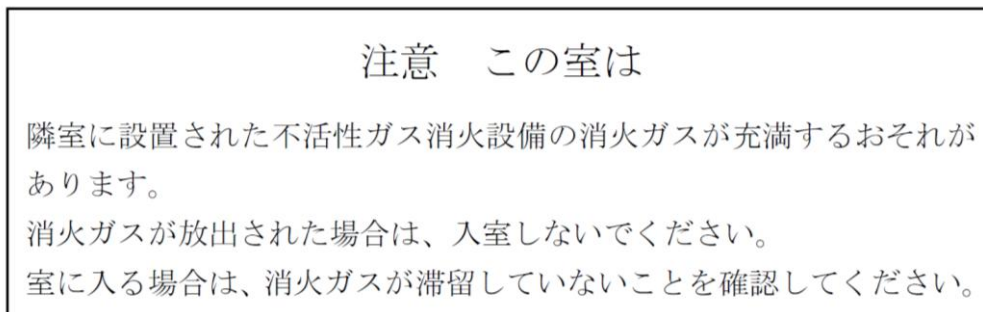 注意　この室は
隣室に設置された不活性ガス消火設備の消火ガスが充満するおそれが
あります。
消火ガスが放出された場合は、入室しないでください。
室に入る場合は、消火ガスが滞留していないことを確認してください。